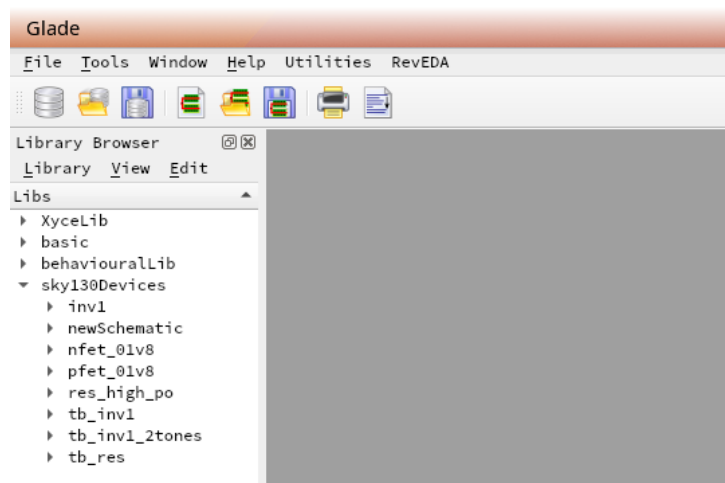 Glade
File Tools Window Help Utilities RevEDA
Library Browser
Library View Edit
Libs
XyceLib
basic
behaviouralLib
sky130Devices
inv1
newSchematic
nfet_01v8
pfet_01v8
res_high_po
tb_inv1
tb_inv1_2tones
tb_res